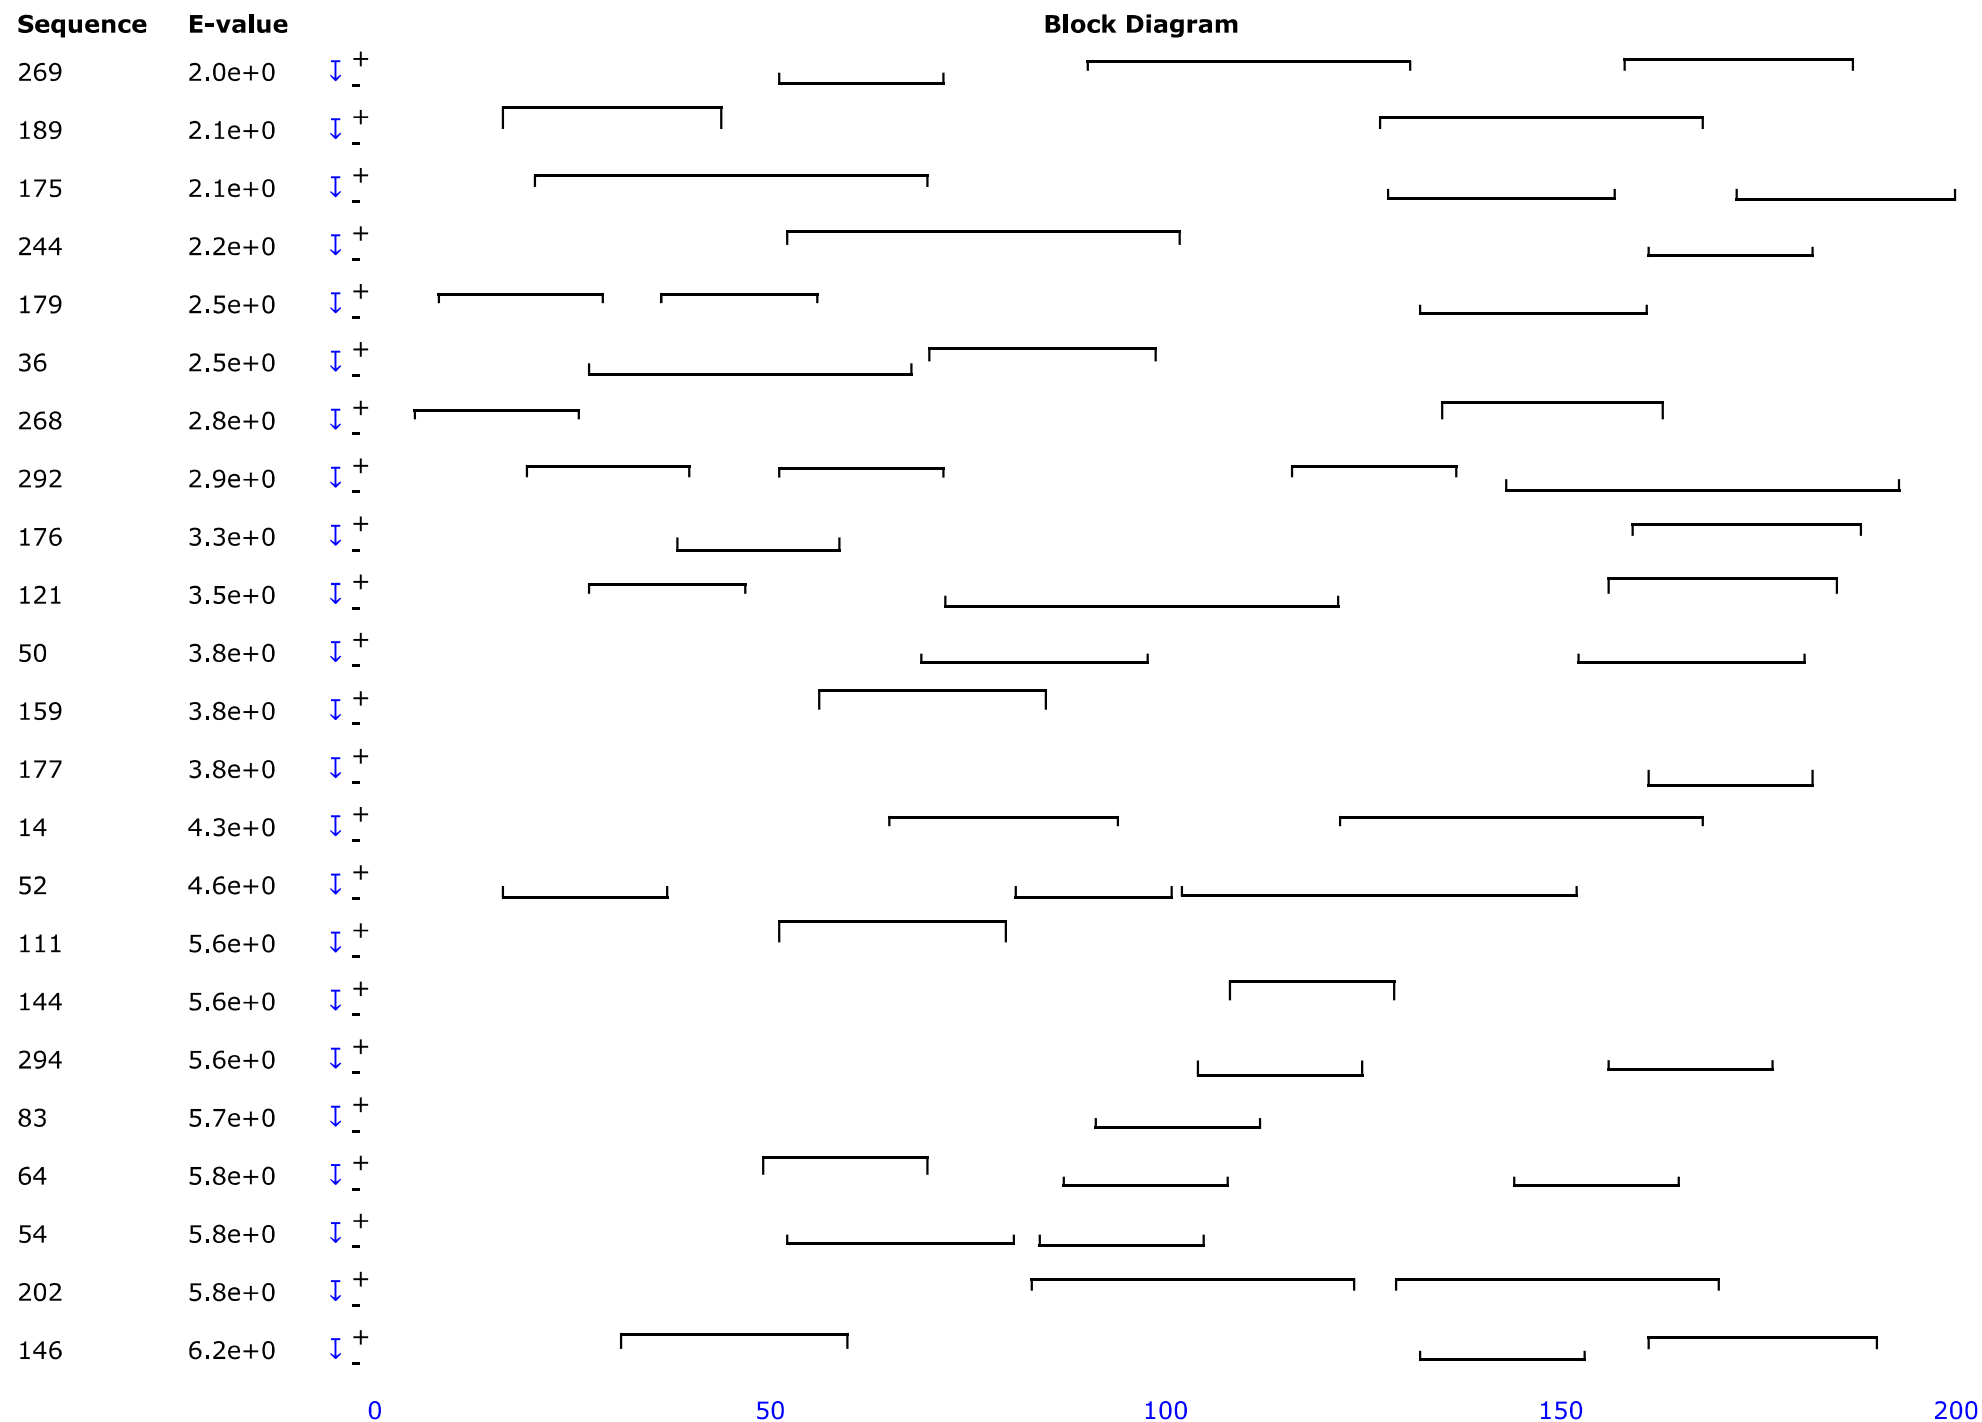 Sequence E-value Block Diagram
269 2.0e+0 ↧ + -
189 2.1e+0 ↧ + -
175 2.1e+0 ↧ + -
244 2.2e+0 ↧ + -
179 2.5e+0 ↧ + -
36 2.5e+0 ↧ + -
268 2.8e+0 ↧ + -
292 2.9e+0 ↧ + -
176 3.3e+0 ↧ + -
121 3.5e+0 ↧ + -
50 3.8e+0 ↧ + -
159 3.8e+0 ↧ + -
177 3.8e+0 ↧ + -
14 4.3e+0 ↧ + -
52 4.6e+0 ↧ + -
111 5.6e+0 ↧ + -
144 5.6e+0 ↧ + -
294 5.6e+0 ↧ + -
83 5.7e+0 ↧ + -
64 5.8e+0 ↧ + -
54 5.8e+0 ↧ + -
202 5.8e+0 ↧ + -
146 6.2e+0 ↧ + -
0 50 100 150 200